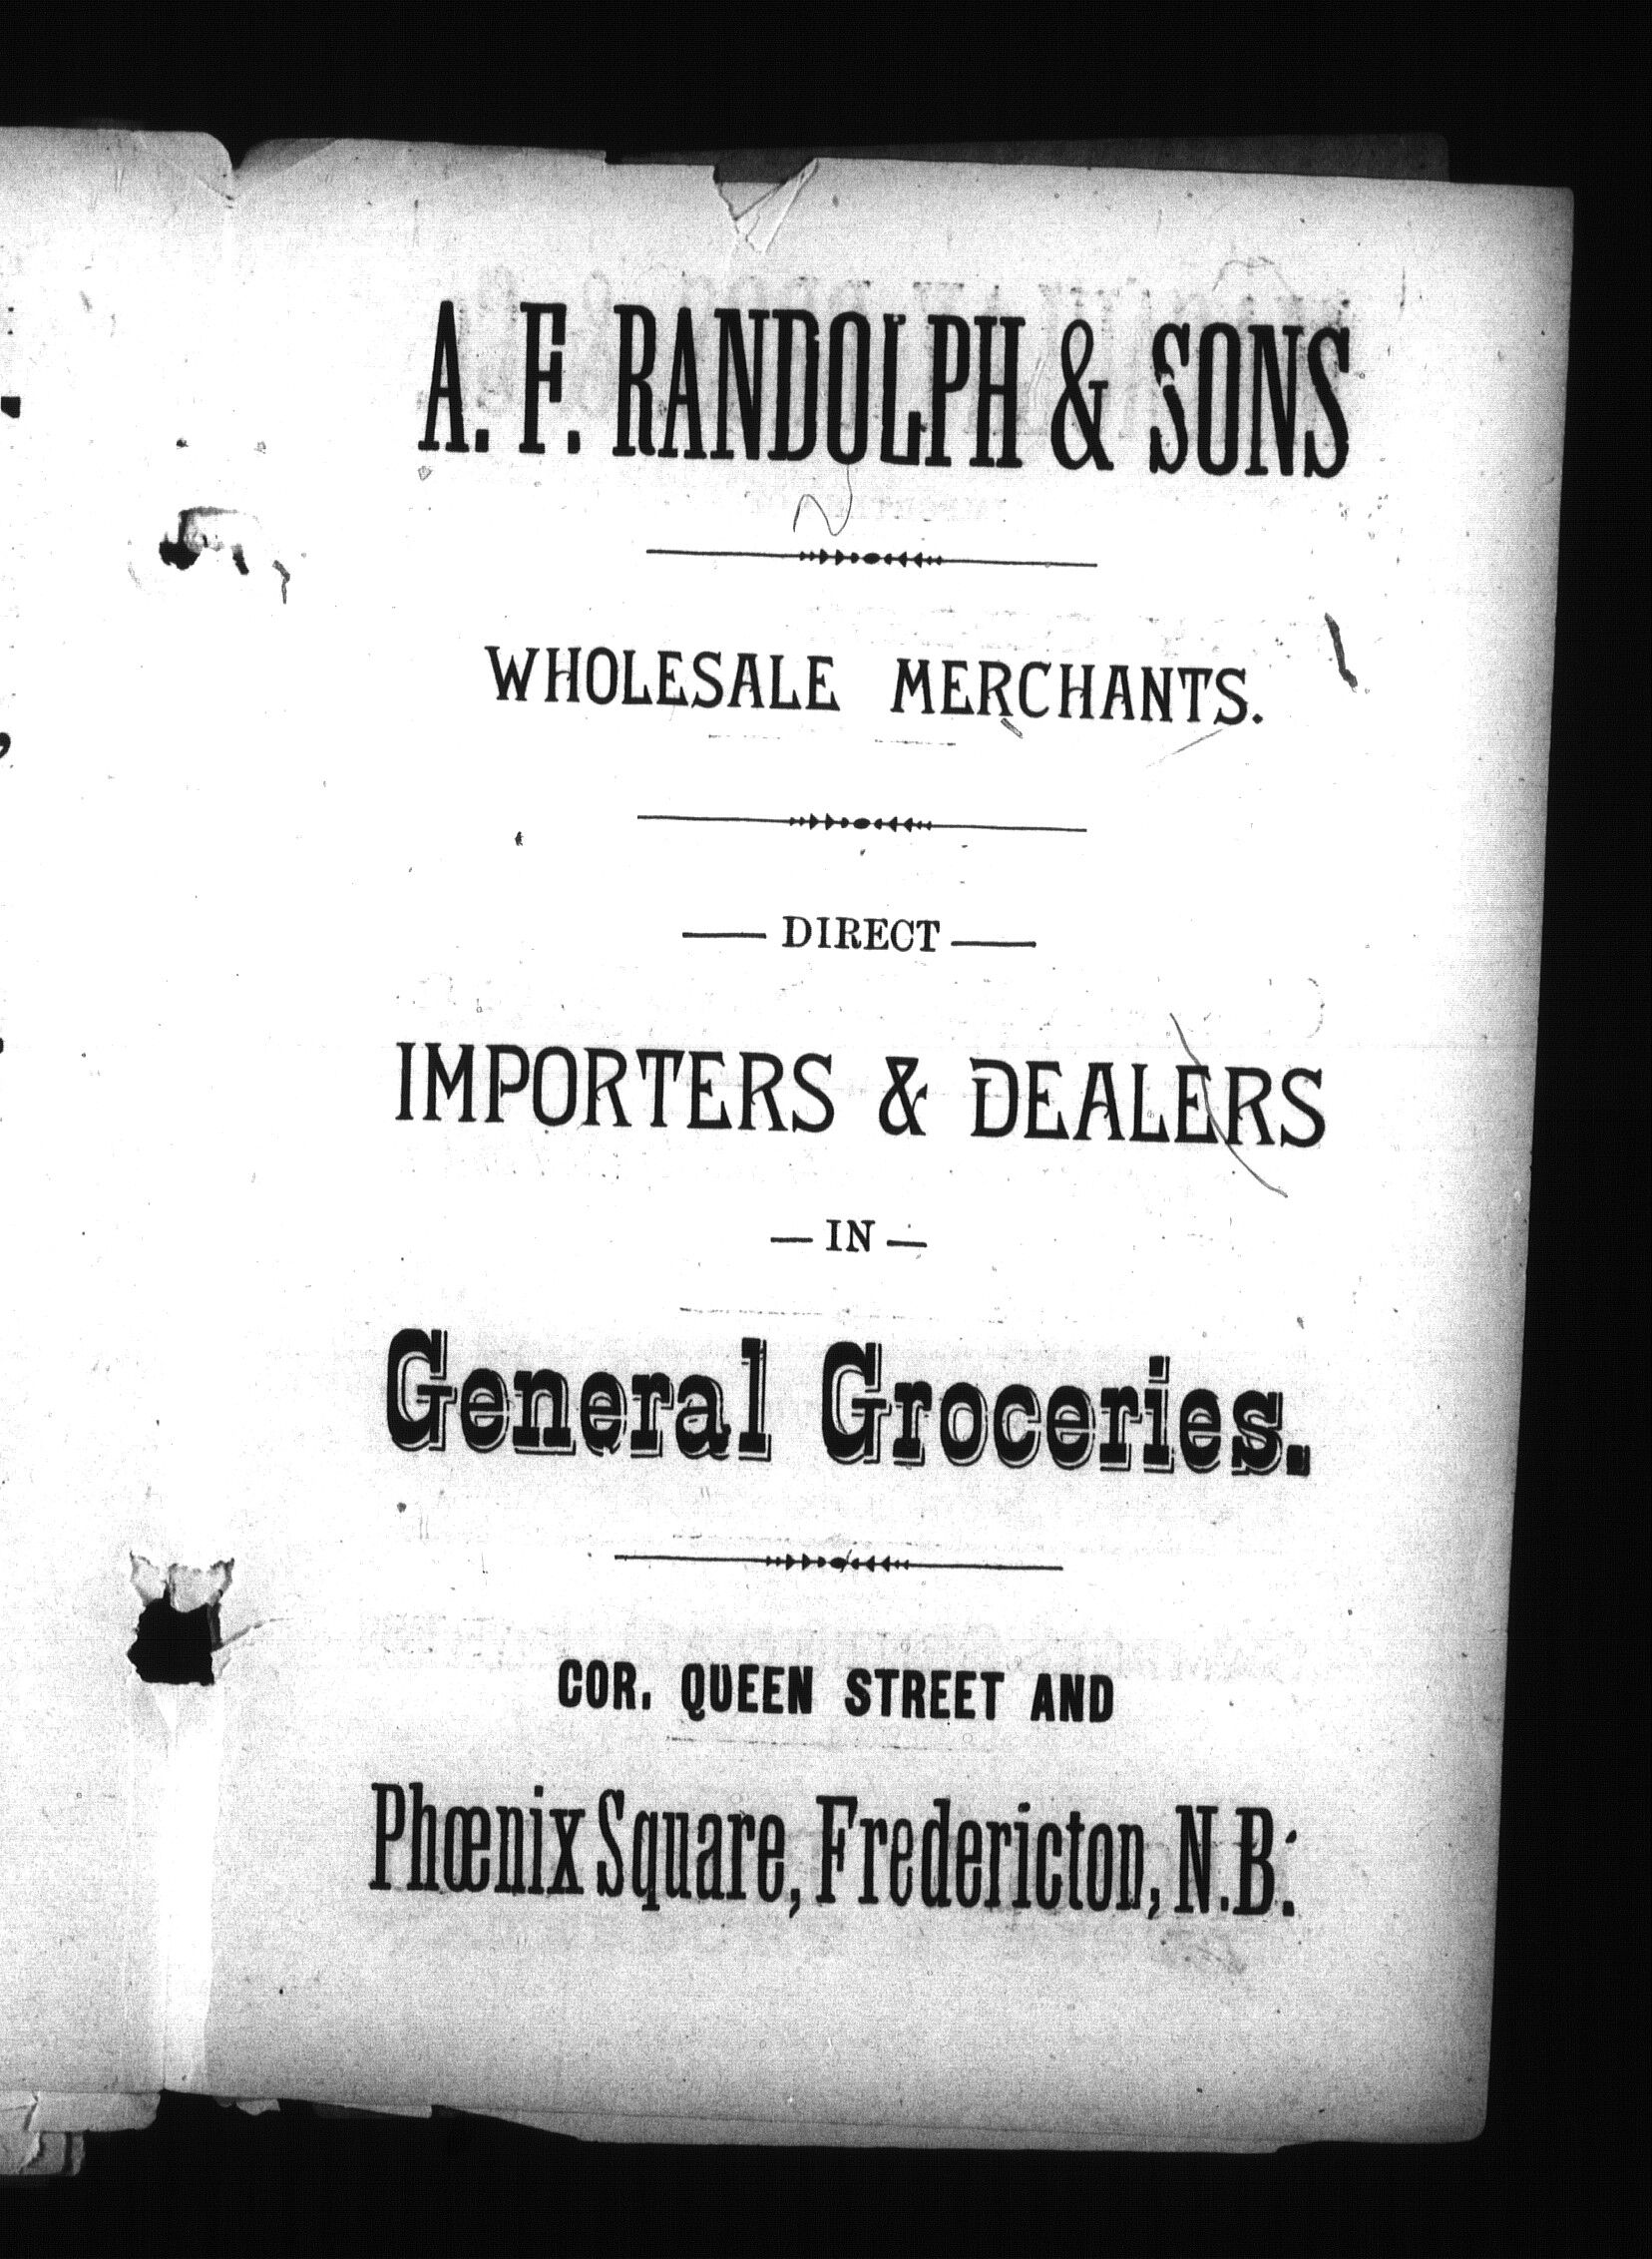 A. F. RANDOLPH & SONS
WHOLESALE MERCHANTS.
— DIRECT —
IMPORTERS & DEALERS
— IN —
General Groceries.
COR. QUEEN STREET AND
Phœnix Square, Fredericton, N.B.